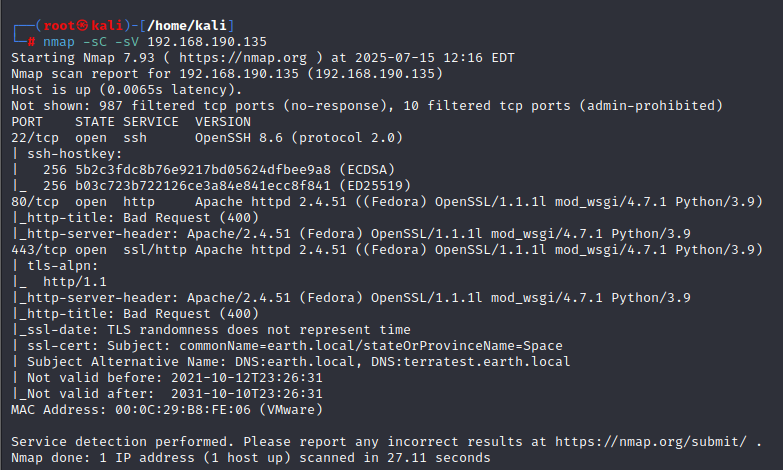 ┌──(root㉿kali)-[/home/kali]
└─# nmap -sC -sV 192.168.190.135
Starting Nmap 7.93 ( https://nmap.org ) at 2025-07-15 12:16 EDT
Nmap scan report for 192.168.190.135 (192.168.190.135)
Host is up (0.0065s latency).
Not shown: 987 filtered tcp ports (no-response), 10 filtered tcp ports (admin-prohibited)
PORT    STATE SERVICE  VERSION
22/tcp  open  ssh      OpenSSH 8.6 (protocol 2.0)
| ssh-hostkey:
|   256 5b2c3fdc8b76e9217bd05624dfbee9a8 (ECDSA)
|_  256 b03c723b722126ce3a84e841ecc8f841 (ED25519)
80/tcp  open  http     Apache httpd 2.4.51 ((Fedora) OpenSSL/1.1.1l mod_wsgi/4.7.1 Python/3.9)
|_http-title: Bad Request (400)
|_http-server-header: Apache/2.4.51 (Fedora) OpenSSL/1.1.1l mod_wsgi/4.7.1 Python/3.9
443/tcp open  ssl/http Apache httpd 2.4.51 ((Fedora) OpenSSL/1.1.1l mod_wsgi/4.7.1 Python/3.9)
| tls-alpn:
|_  http/1.1
|_http-server-header: Apache/2.4.51 (Fedora) OpenSSL/1.1.1l mod_wsgi/4.7.1 Python/3.9
|_http-title: Bad Request (400)
|_ssl-date: TLS randomness does not represent time
| ssl-cert: Subject: commonName=earth.local/stateOrProvinceName=Space
| Subject Alternative Name: DNS:earth.local, DNS:terratest.earth.local
| Not valid before: 2021-10-12T23:26:31
|_Not valid after:  2031-10-10T23:26:31
MAC Address: 00:0C:29:B8:FE:06 (VMware)

Service detection performed. Please report any incorrect results at https://nmap.org/submit/ .
Nmap done: 1 IP address (1 host up) scanned in 27.11 seconds